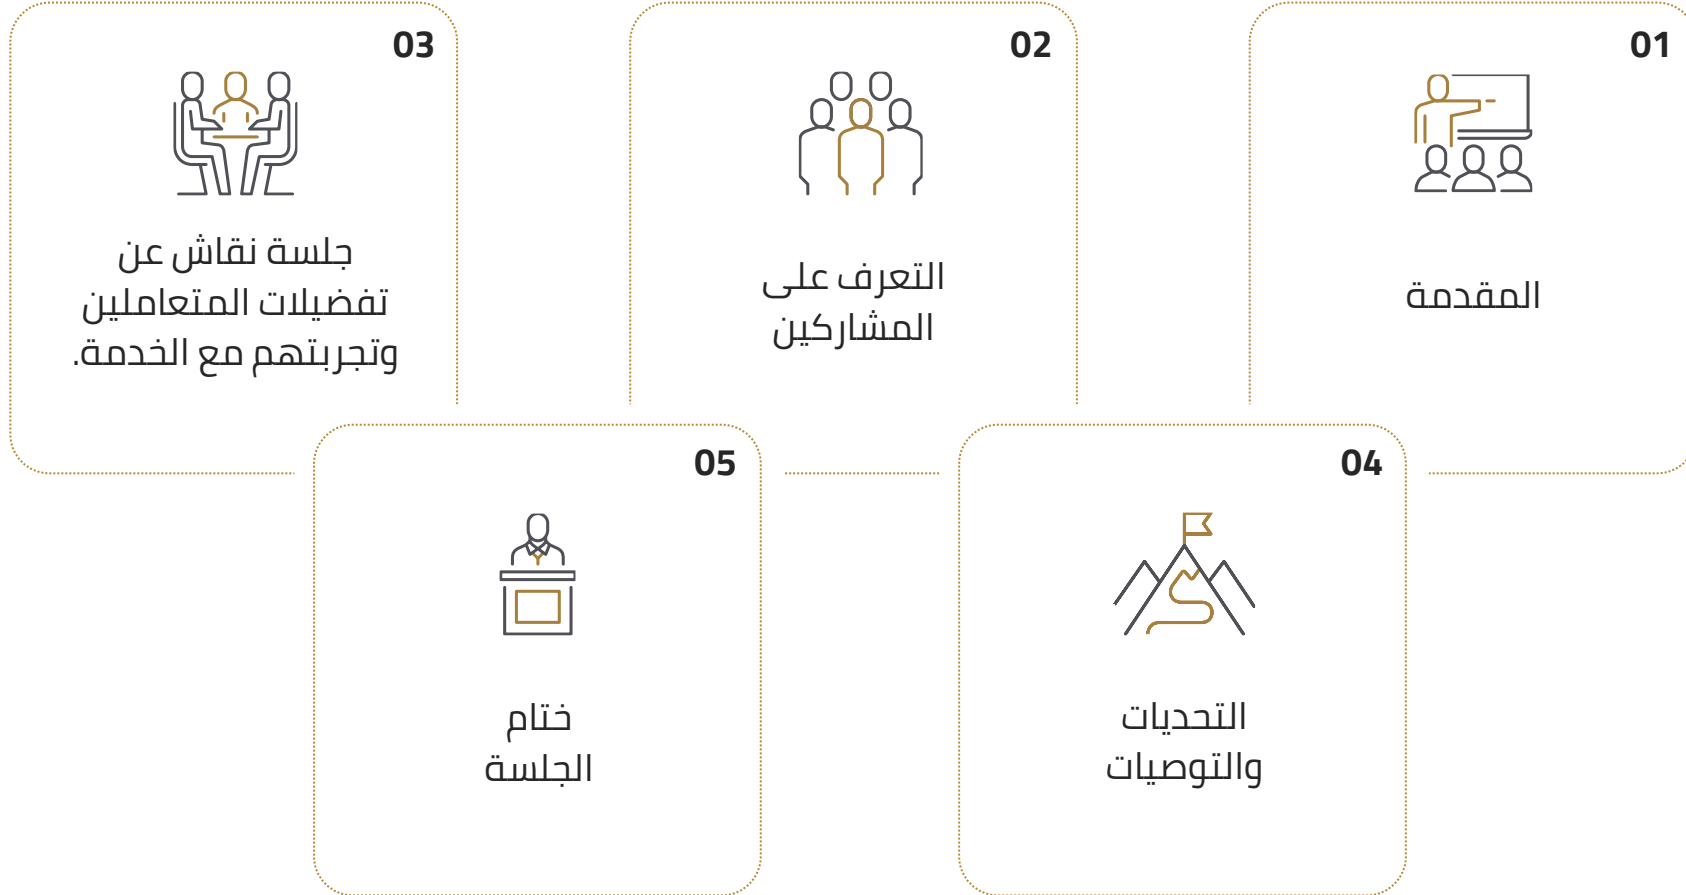 01
المقدمة
02
التعرف على
المشاركين
03
جلسة نقاش عن
تفضيلات المتعاملين
وتجربتهم مع الخدمة.
04
التحديات
والتوصيات
05
ختام
الجلسة